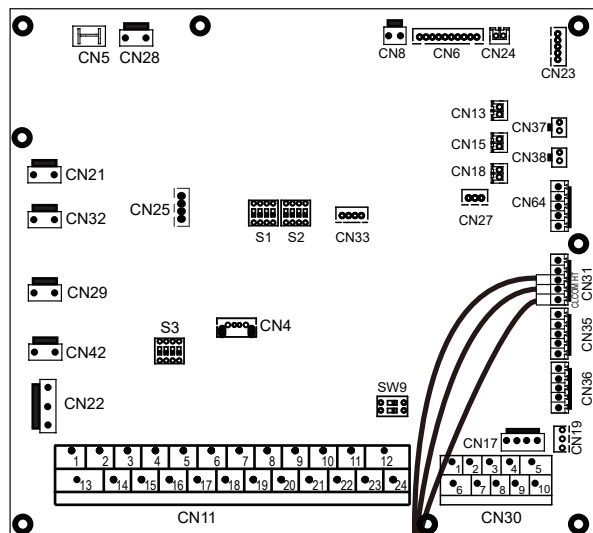 CN5
CN28
CN8
CN6
CN24
CN23
CN13
CN37
CN15
CN38
CN18
CN21
CN32
CN25
S1
S2
CN33
CN27
CN64
CN29
CN31
CL COM HT
CN42
S3
CN4
CN35
CN22
SW9
CN36
CN17
CN19
1 2 3 4 5 6 7 8 9 10 11 12
13 14 15 16 17 18 19 20 21 22 23 24
CN11
1 2 3 4 5
6 7 8 9 10
CN30